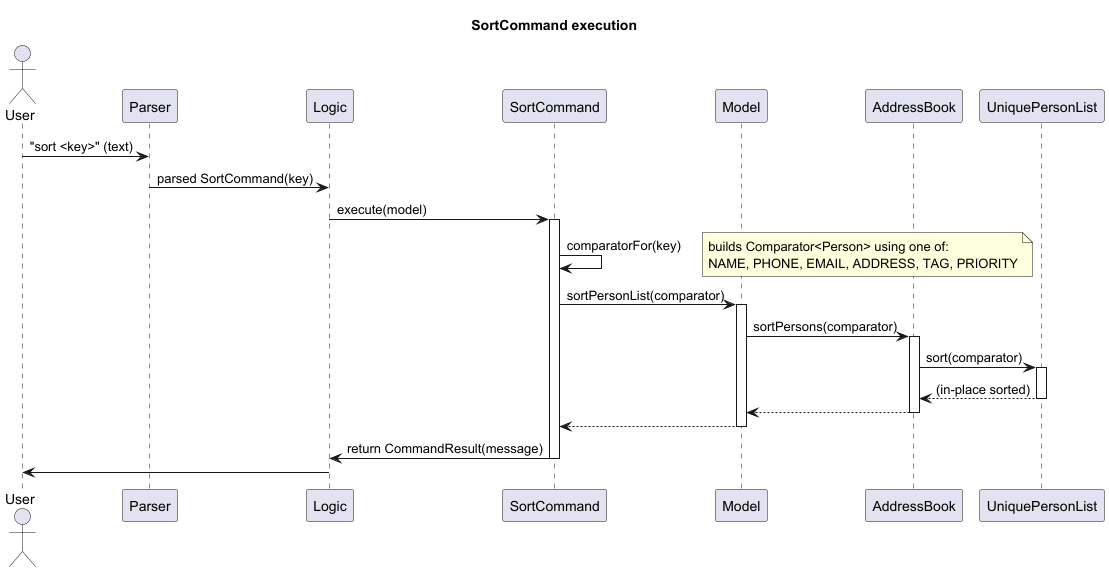 SortCommand execution
User
Parser
Logic
SortCommand
Model
AddressBook
UniquePersonList
"sort <key>" (text)
parsed SortCommand(key)
execute(model)
comparatorFor(key)
builds Comparator<Person> using one of:
NAME, PHONE, EMAIL, ADDRESS, TAG, PRIORITY
sortPersonList(comparator)
sortPersons(comparator)
sort(comparator)
(in-place sorted)
return CommandResult(message)
User
Parser
Logic
SortCommand
Model
AddressBook
UniquePersonList